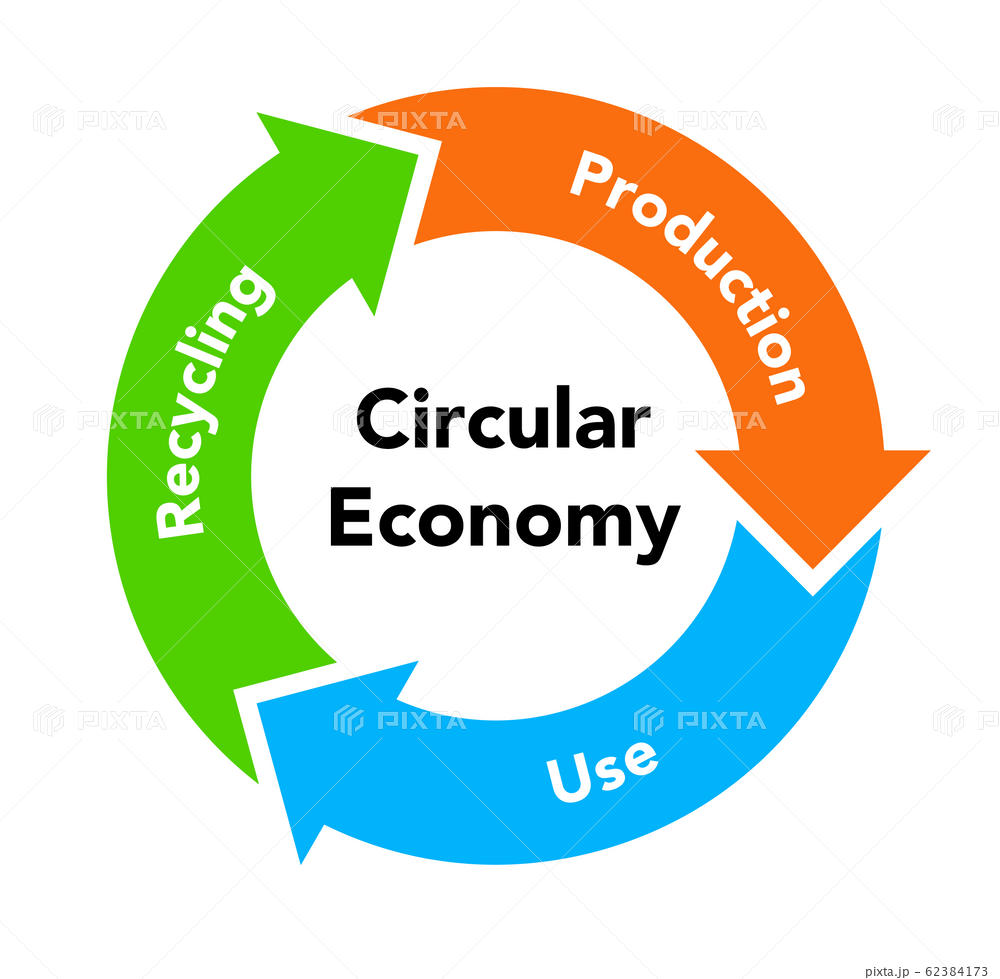 Production
Recycling
Circular
Economy
Use
PIXTA
PIXTA
PIXTA
PIXTA
PIXTA
PIXTA
PIXTA
PIXTA
PIXTA
pixta.jp - 62384173